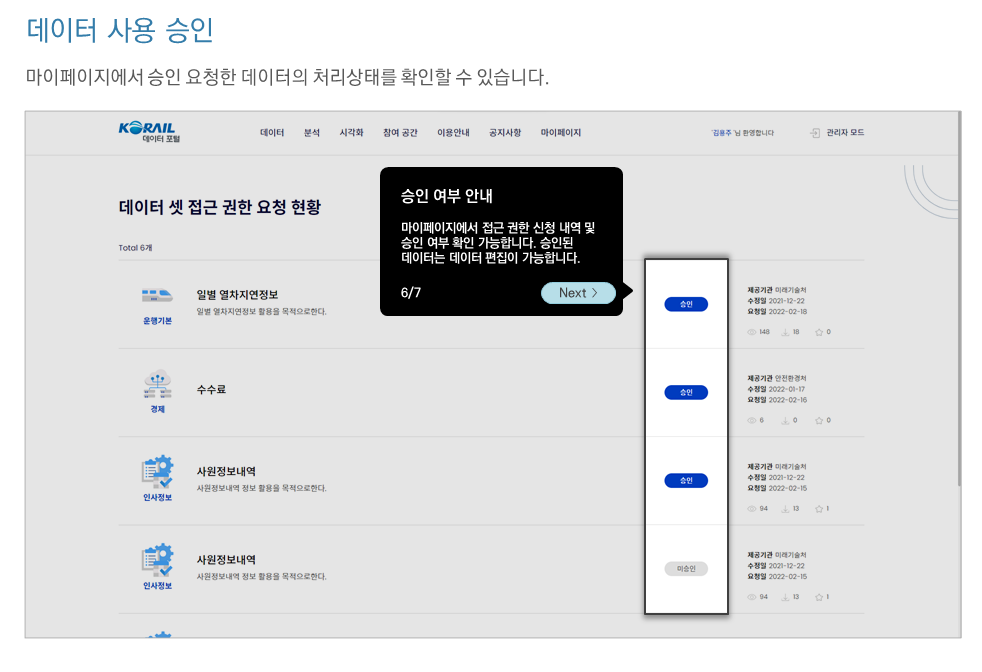 데이터 사용 승인
마이페이지에서 승인 요청한 데이터의 처리상태를 확인할 수 있습니다.
KORAIL
데이터 포털
데이터 분석 시각화 참여 공간 이용안내 공지사항 마이페이지
'김용주'님 환영합니다
관리자 모드
데이터 셋 접근 권한 요청 현황
Total 6개
승인 여부 안내
마이페이지에서 접근 권한 신청 내역 및
승인 여부 확인 가능합니다. 승인된
데이터는 데이터 편집이 가능합니다.
6/7
Next >
운행기본
일별 열차지연정보
일별 열차지연정보 활용을 목적으로한다.
승인
제공기관 미래기술처
수정일 2021-12-22
요청일 2022-02-18
148 18 0
경제
수수료
승인
제공기관 안전환경처
수정일 2022-01-17
요청일 2022-02-16
6 0 0
인사정보
사원정보내역
사원정보내역 정보 활용을 목적으로한다.
승인
제공기관 미래기술처
수정일 2021-12-22
요청일 2022-02-15
94 13 1
인사정보
사원정보내역
사원정보내역 정보 활용을 목적으로한다.
미승인
제공기관 미래기술처
수정일 2021-12-22
요청일 2022-02-15
94 13 1